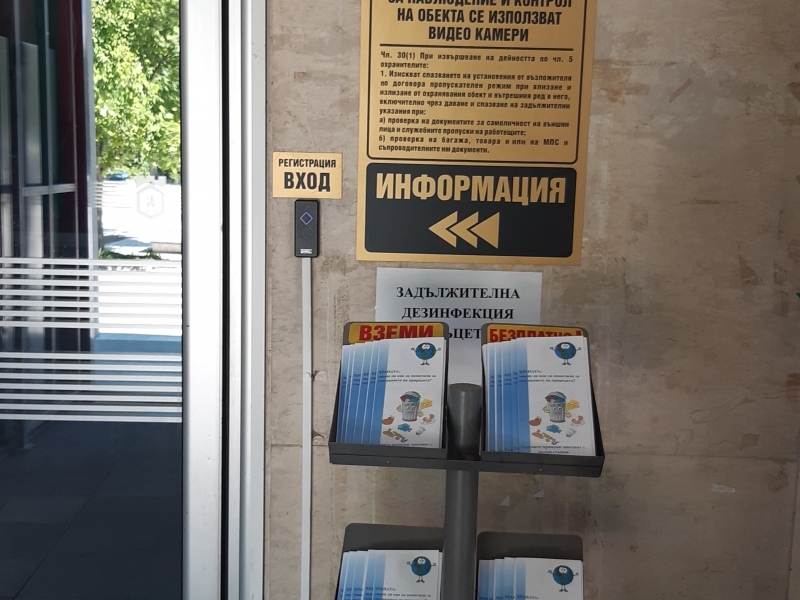 ЗА НАБЛЮДЕНИЕ И КОНТРОЛ
НА ОБЕКТА СЕ ИЗПОЛЗВАТ
ВИДЕО КАМЕРИ
Чл. 30(1) При извършване на дейността по чл. 5
охранителите:
1. Изискват спазването на установения от възложителя
по договора пропускателен режим при влизане и
излизане от охранявания обект и вътрешния ред в него,
включително чрез даване и спазване на задължителни
указания при:
а) проверка на документите за самоличност на външни
лица и служебните пропуски на работещите;
б) проверка на багажа, товара и или на МПС и
съпроводителните им документи.
РЕГИСТРАЦИЯ
ВХОД
ИНФОРМАЦИЯ
ЗАДЪЛЖИТЕЛНА
ДЕЗИНФЕКЦИЯ
ВЗЕМИ
БЕЗПЛАТНО!